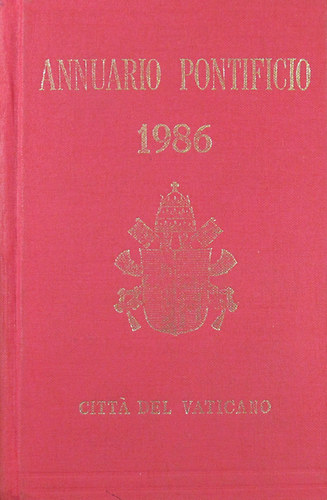 ANNUARIO PONTIFICIO
1986
CITTÀ DEL VATICANO